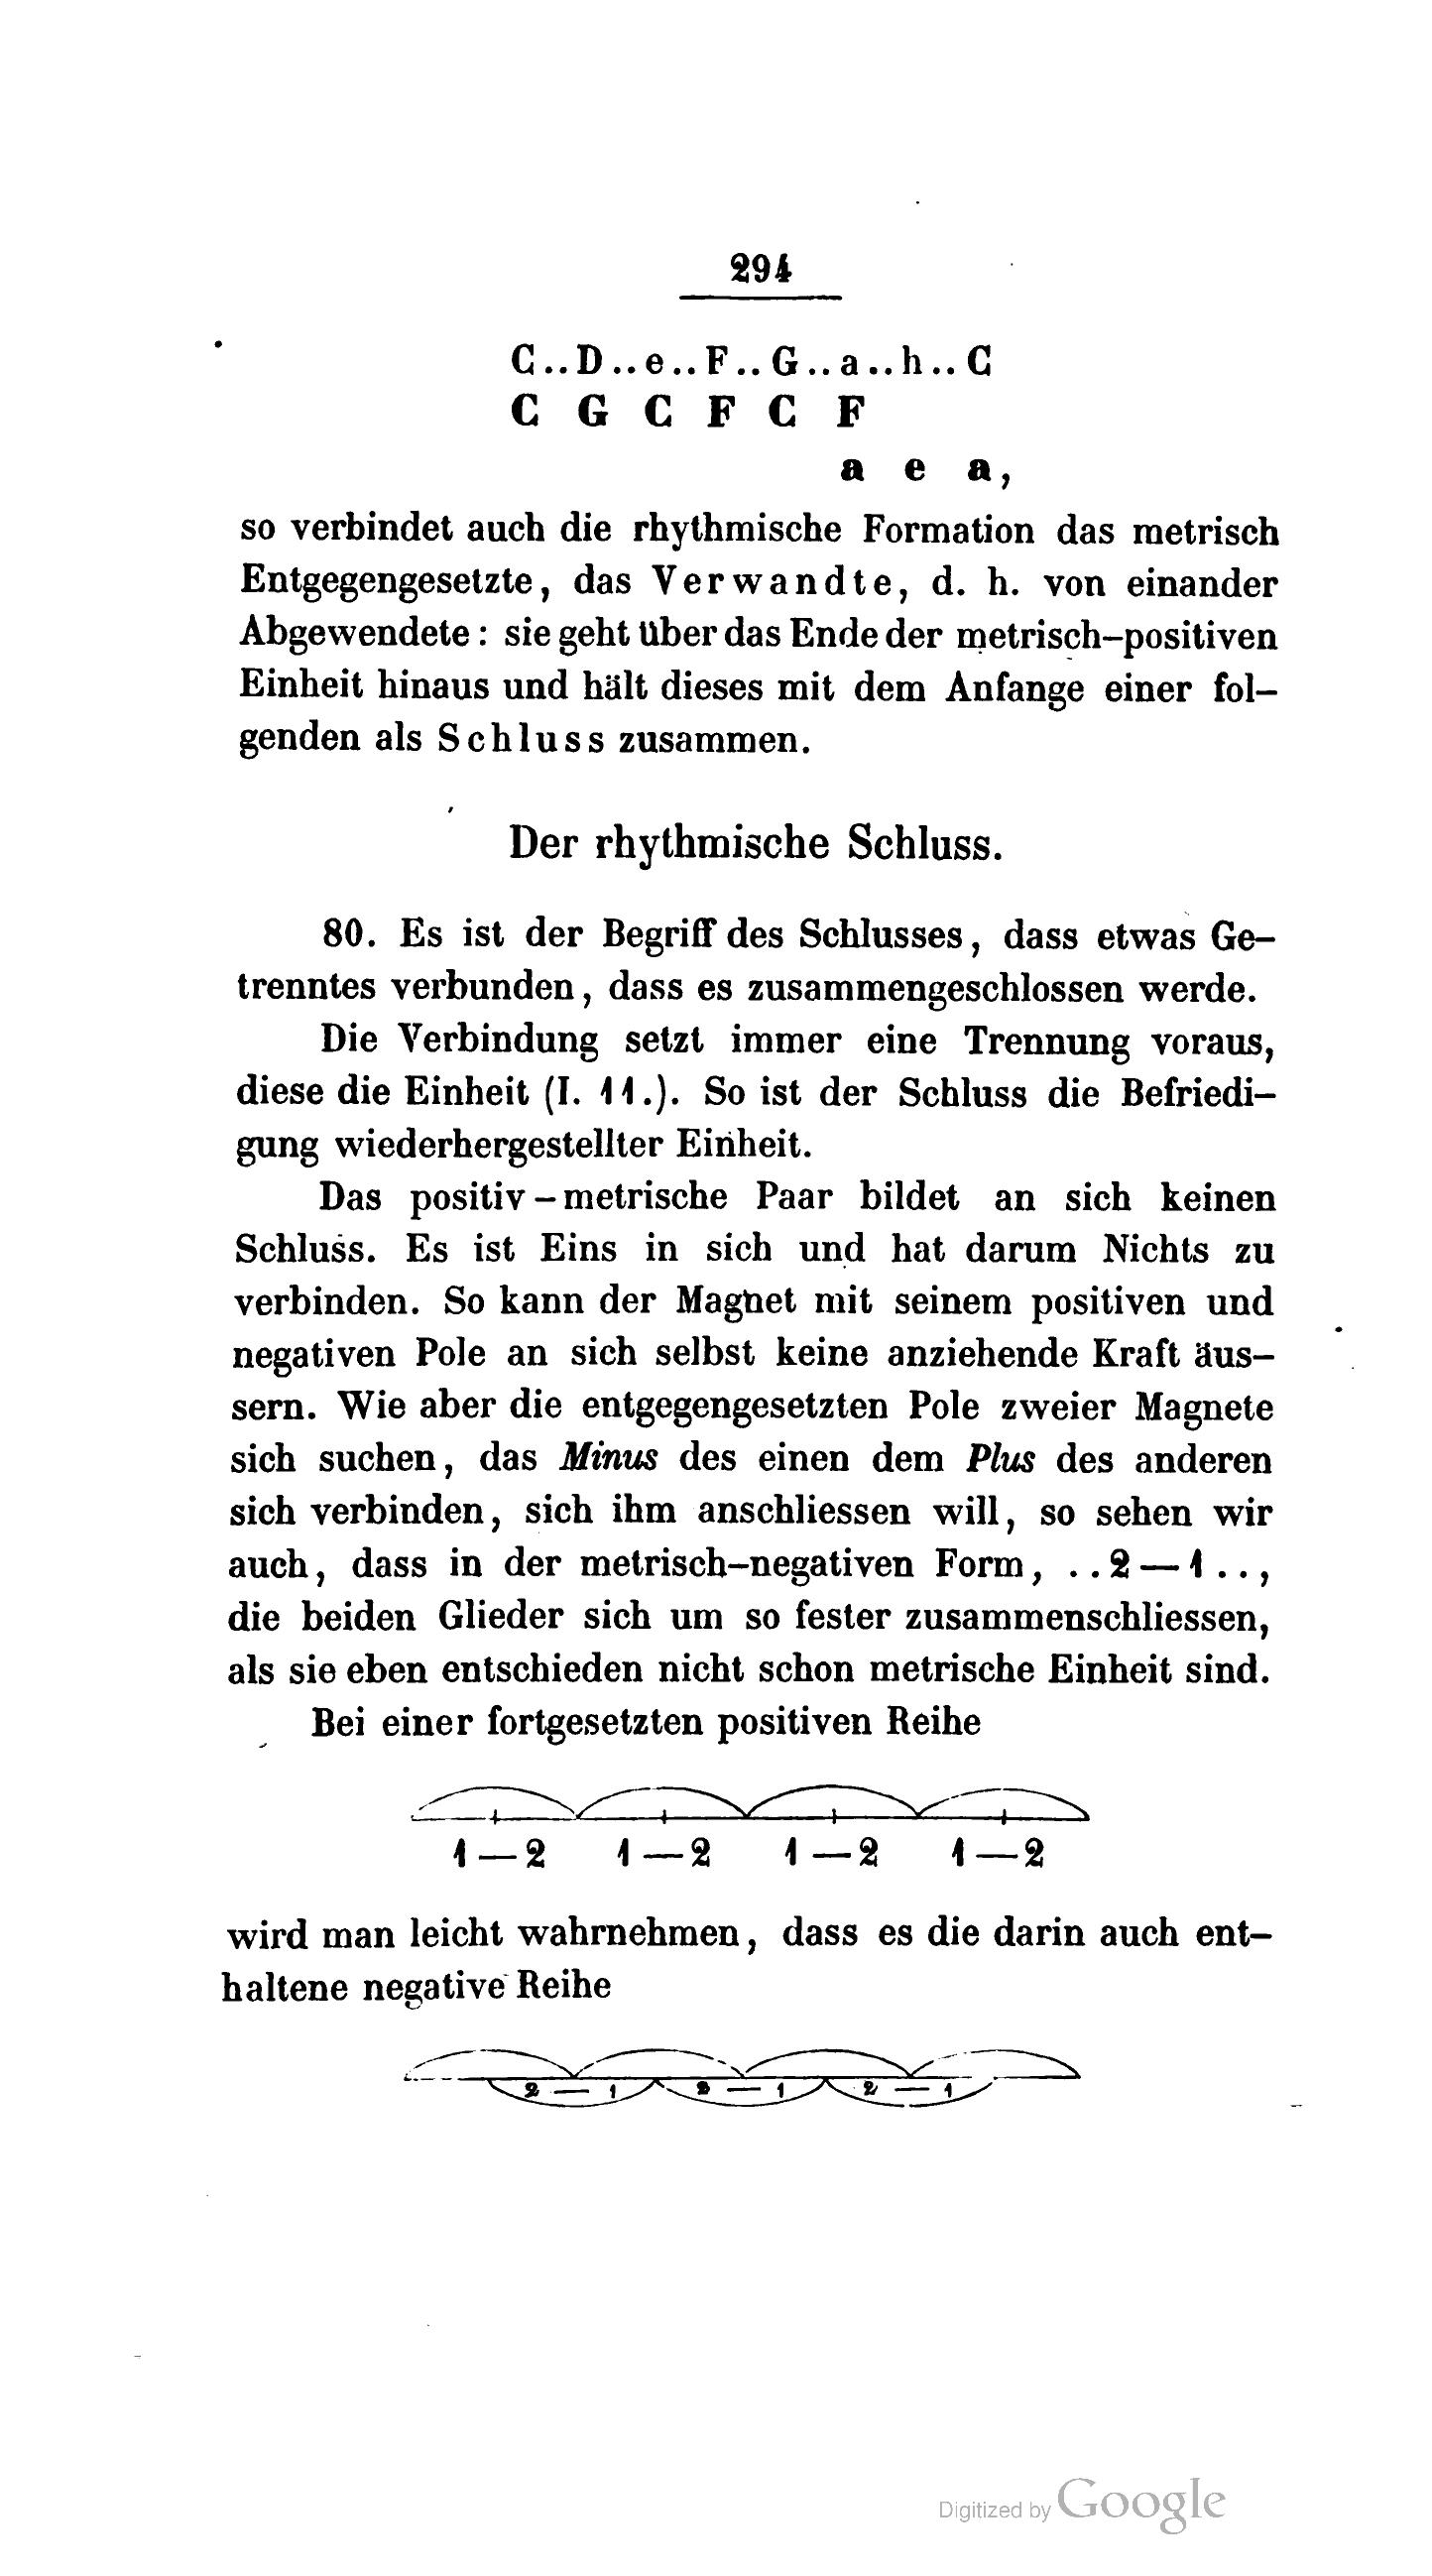 294
C..D..e..F..G..a..h..C
C G C F C F
a e a,
so verbindet auch die rhythmische Formation das metrisch
Entgegengesetzte, das Verwandte, d. h. von einander
Abgewendete: sie geht über das Ende der metrisch-positiven
Einheit hinaus und hält dieses mit dem Anfange einer fol-
genden als Schluss zusammen.
Der rhythmische Schluss.
80. Es ist der Begriff des Schlusses, dass etwas Ge-
trenntes verbunden, dass es zusammengeschlossen werde.
Die Verbindung setzt immer eine Trennung voraus,
diese die Einheit (I. 11.). So ist der Schluss die Befriedi-
gung wiederhergestellter Einheit.
Das positiv-metrische Paar bildet an sich keinen
Schluss. Es ist Eins in sich und hat darum Nichts zu
verbinden. So kann der Magnet mit seinem positiven und
negativen Pole an sich selbst keine anziehende Kraft äus-
sern. Wie aber die entgegengesetzten Pole zweier Magnete
sich suchen, das Minus des einen dem Plus des anderen
sich verbinden, sich ihm anschliessen will, so sehen wir
auch, dass in der metrisch-negativen Form, ..2—1..,
die beiden Glieder sich um so fester zusammenschliessen,
als sie eben entschieden nicht schon metrische Einheit sind.
Bei einer fortgesetzten positiven Reihe
1—2 1—2 1—2 1—2
wird man leicht wahrnehmen, dass es die darin auch ent-
haltene negative Reihe
2 — 1 2 — 1 2 — 1
Digitized by Google